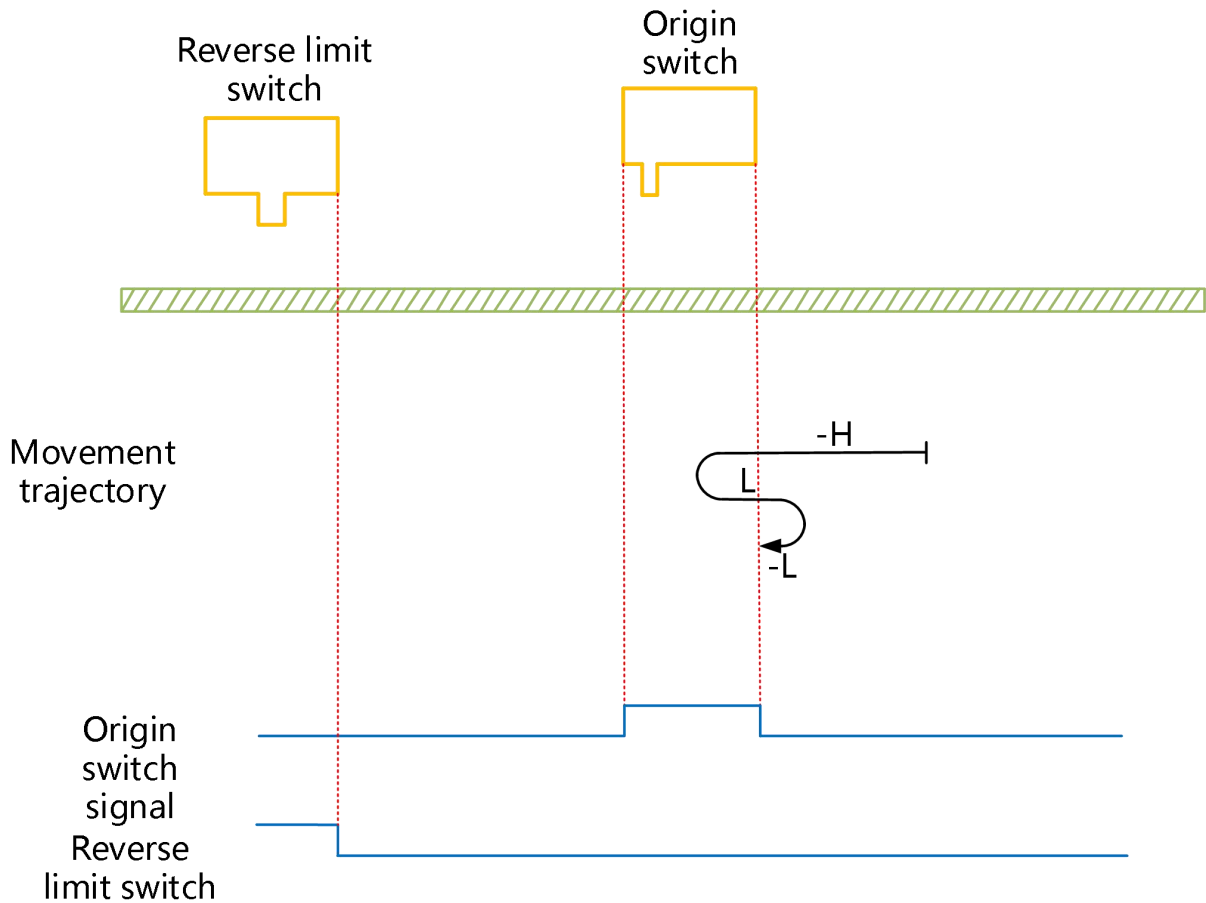 Reverse limit
switch
Origin
switch
Movement
trajectory
-H
L
-L
Origin
switch
signal
Reverse
limit switch